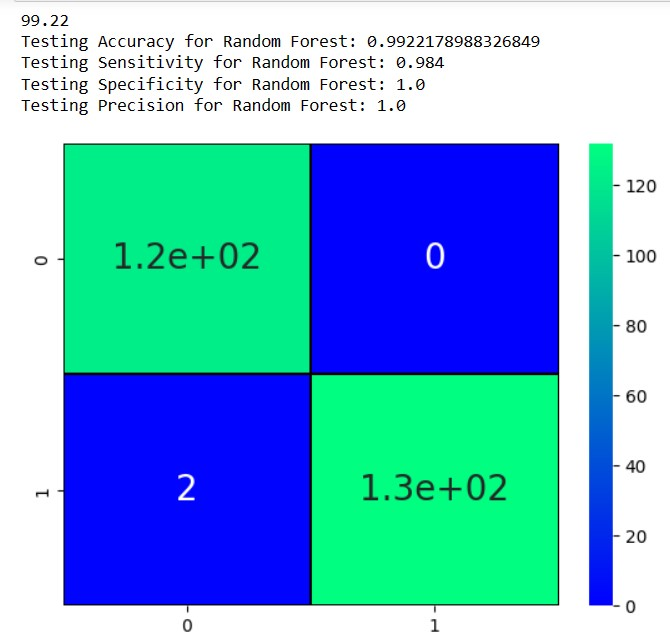 99.22
Testing Accuracy for Random Forest: 0.9922178988326849
Testing Sensitivity for Random Forest: 0.984
Testing Specificity for Random Forest: 1.0
Testing Precision for Random Forest: 1.0
120
0 1.2e+02 0
100
80
60
1 2 1.3e+02
40
20
0
0 1